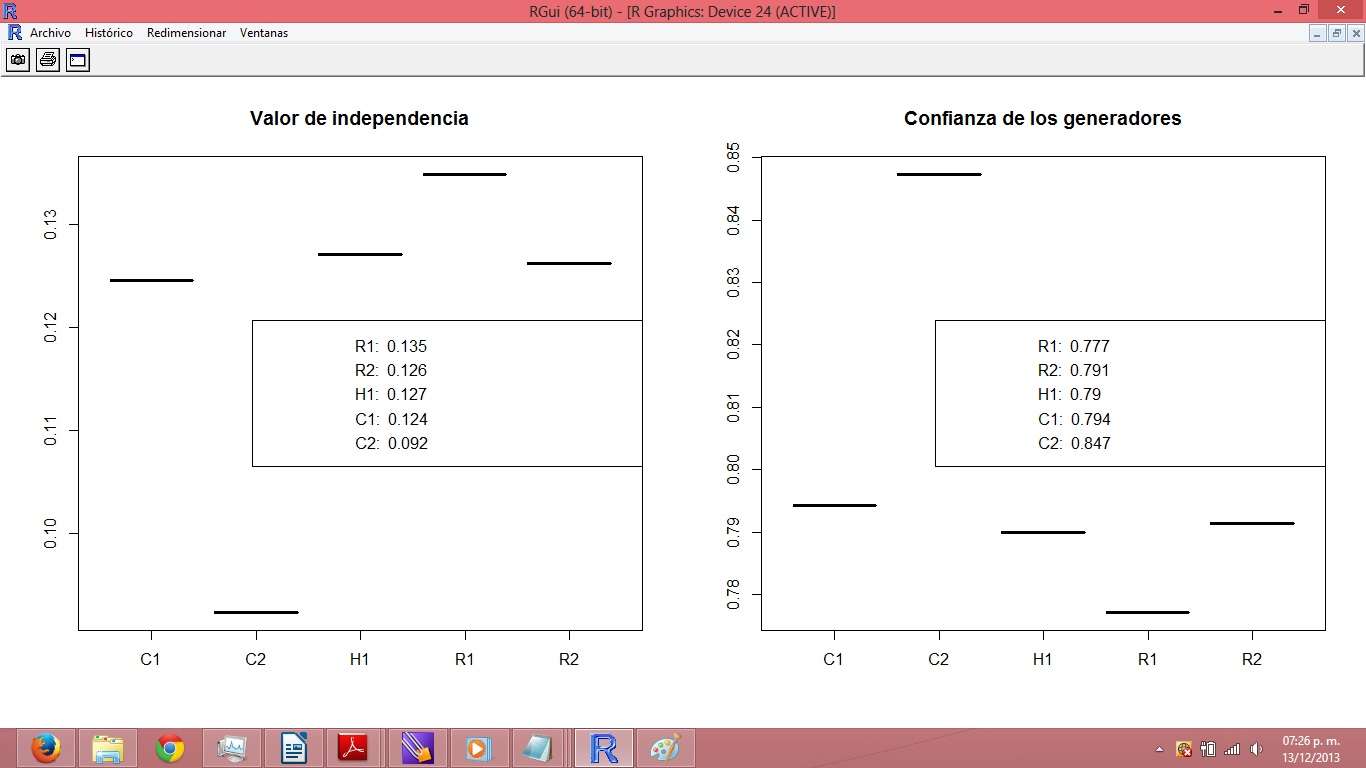 RGui (64-bit) - [R Graphics: Device 24 (ACTIVE)]
Archivo Histórico Redimensionar Ventanas
Valor de independencia
0.13
0.12
0.11
0.10
R1: 0.135
R2: 0.126
H1: 0.127
C1: 0.124
C2: 0.092
C1 C2 H1 R1 R2
Confianza de los generadores
0.85
0.84
0.83
0.82
0.81
0.80
0.79
0.78
R1: 0.777
R2: 0.791
H1: 0.79
C1: 0.794
C2: 0.847
C1 C2 H1 R1 R2
07:26 p. m.
13/12/2013